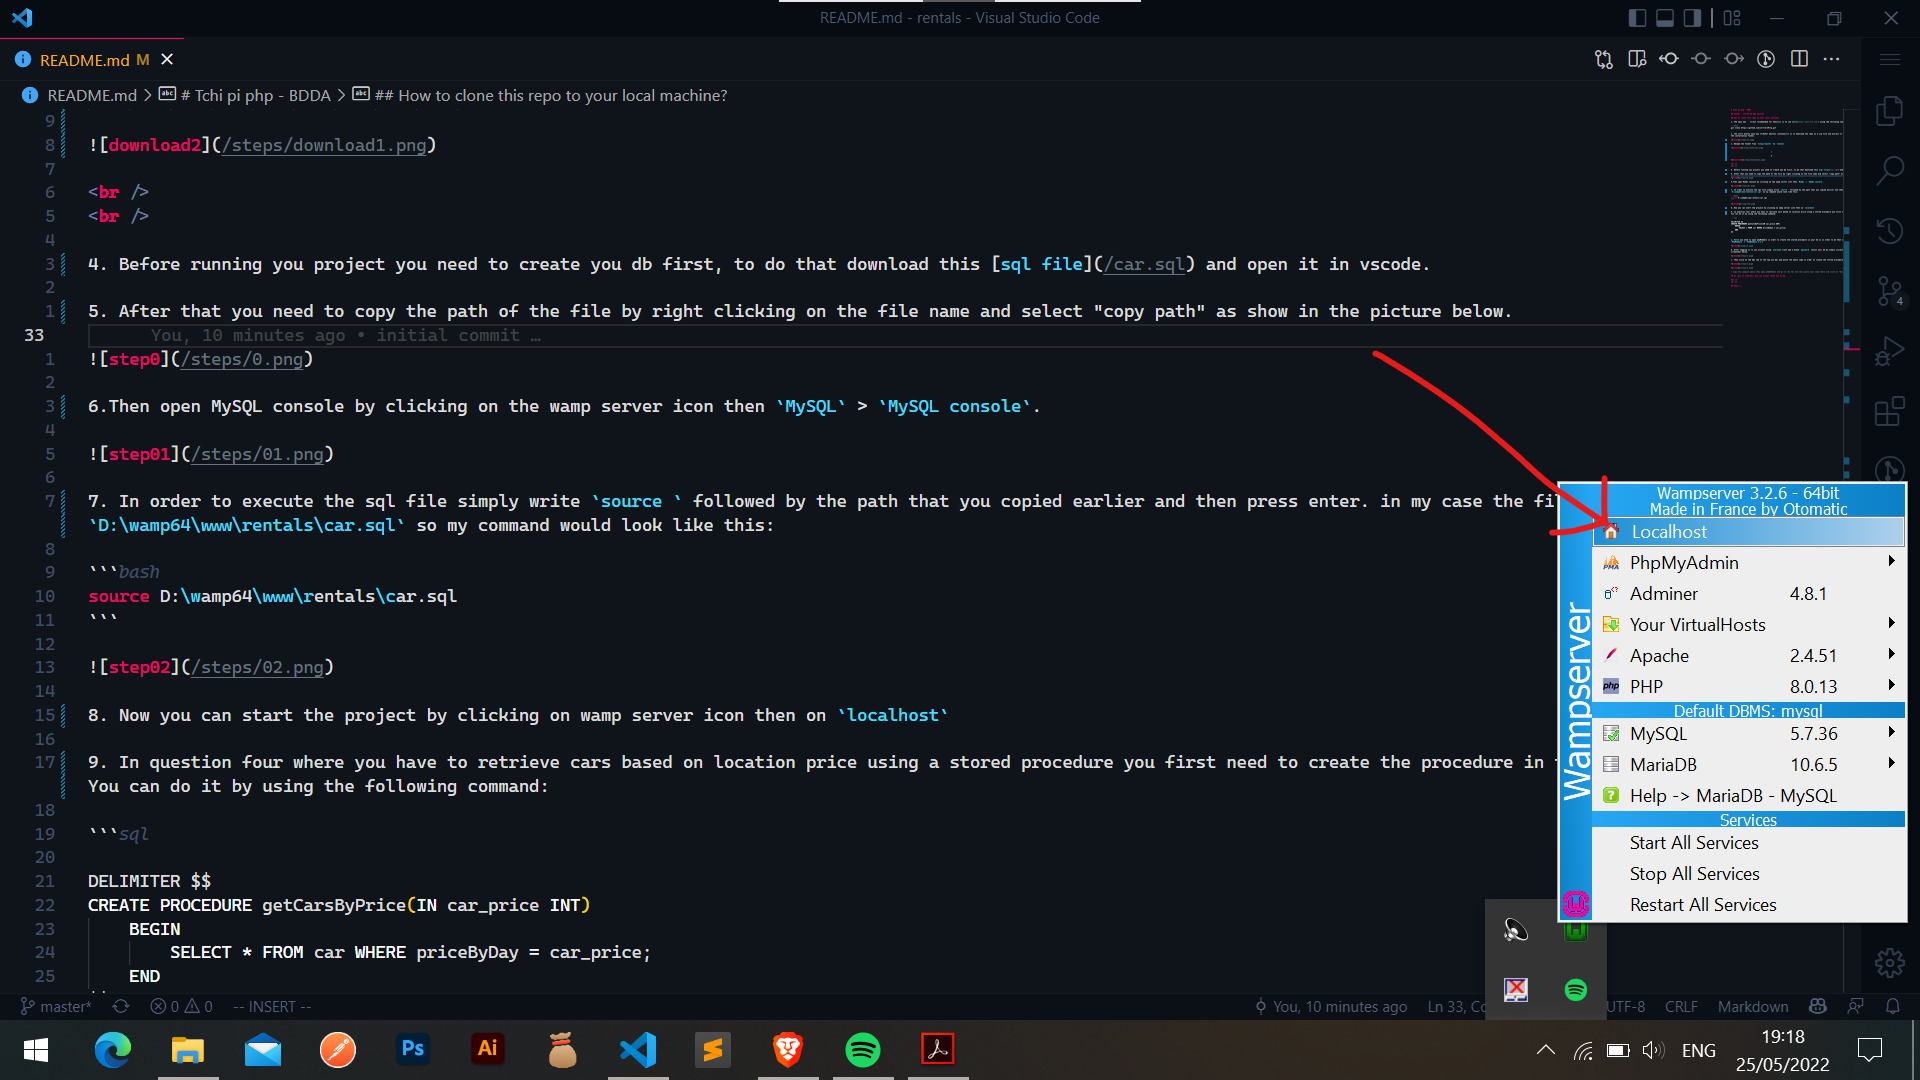 README.md - rentals - Visual Studio Code
README.md M
README.md > # Tchi pi php - BDDA > ## How to clone this repo to your local machine?
9
8 ![download2](/steps/download1.png)
7
6 <br />
5 <br />
4
3 4. Before running you project you need to create you db first, to do that download this [sql file](/car.sql) and open it in vscode.
2
1 5. After that you need to copy the path of the file by right clicking on the file name and select "copy path" as show in the picture below.
33 You, 10 minutes ago • initial commit …
1 ![step0](/steps/0.png)
2
3 6.Then open MySQL console by clicking on the wamp server icon then `MySQL` > `MySQL console`.
4
5 ![step01](/steps/01.png)
6
7 7. In order to execute the sql file simply write `source ` followed by the path that you copied earlier and then press enter. in my case the fi
`D:\wamp64\www\rentals\car.sql` so my command would look like this:
8
9 ```bash
10 source D:\wamp64\www\rentals\car.sql
11 ```
12
13 ![step02](/steps/02.png)
14
15 8. Now you can start the project by clicking on wamp server icon then on `localhost`
16
17 9. In question four where you have to retrieve cars based on location price using a stored procedure you first need to create the procedure in
You can do it by using the following command:
18
19 ```sql
20
21 DELIMITER $$
22 CREATE PROCEDURE getCarsByPrice(IN car_price INT)
23 BEGIN
24 SELECT * FROM car WHERE priceByDay = car_price;
25 END
4
Wampserver
Wampserver 3.2.6 - 64bit
Made in France by Otomatic
Localhost
PhpMyAdmin
Adminer 4.8.1
Your VirtualHosts
Apache 2.4.51
PHP 8.0.13
Default DBMS: mysql
MySQL 5.7.36
MariaDB 10.6.5
Help -> MariaDB - MySQL
Services
Start All Services
Stop All Services
Restart All Services
master* 0 0 -- INSERT -- You, 10 minutes ago Ln 33, Co UTF-8 CRLF Markdown
Ps Ai ENG
19:18
25/05/2022